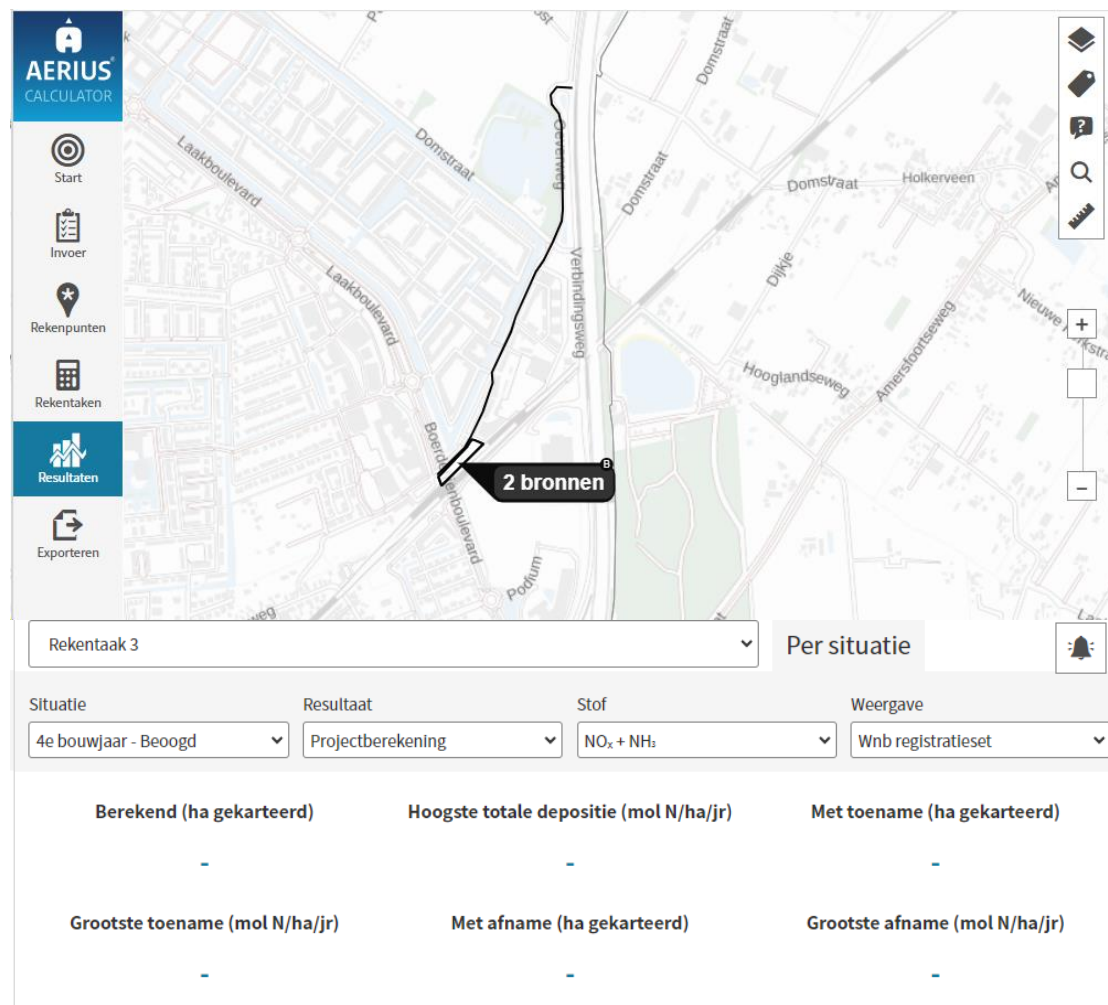 AERIUS
CALCULATOR
Start
Invoer
Rekenpunten
Rekentaken
Resultaten
Exporteren
Laakboulevard
Domstraat
Oeverweg
Domstraat
Domstraat
Domstraat
Holkerveen
Dijkje
Verbindingsweg
Laakboulevard
Nieuwe
Hooglandseweg
Amersfoortseweg
2 bronnen
B
Podium
+
−
Rekentaak 3
Per situatie
Situatie Resultaat Stof Weergave
4e bouwjaar - Beoogd Projectberekening NOₓ + NH₃ Wnb registratieset
Berekend (ha gekarteerd) Hoogste totale depositie (mol N/ha/jr) Met toename (ha gekarteerd)
- - -
Grootste toename (mol N/ha/jr) Met afname (ha gekarteerd) Grootste afname (mol N/ha/jr)
- - -